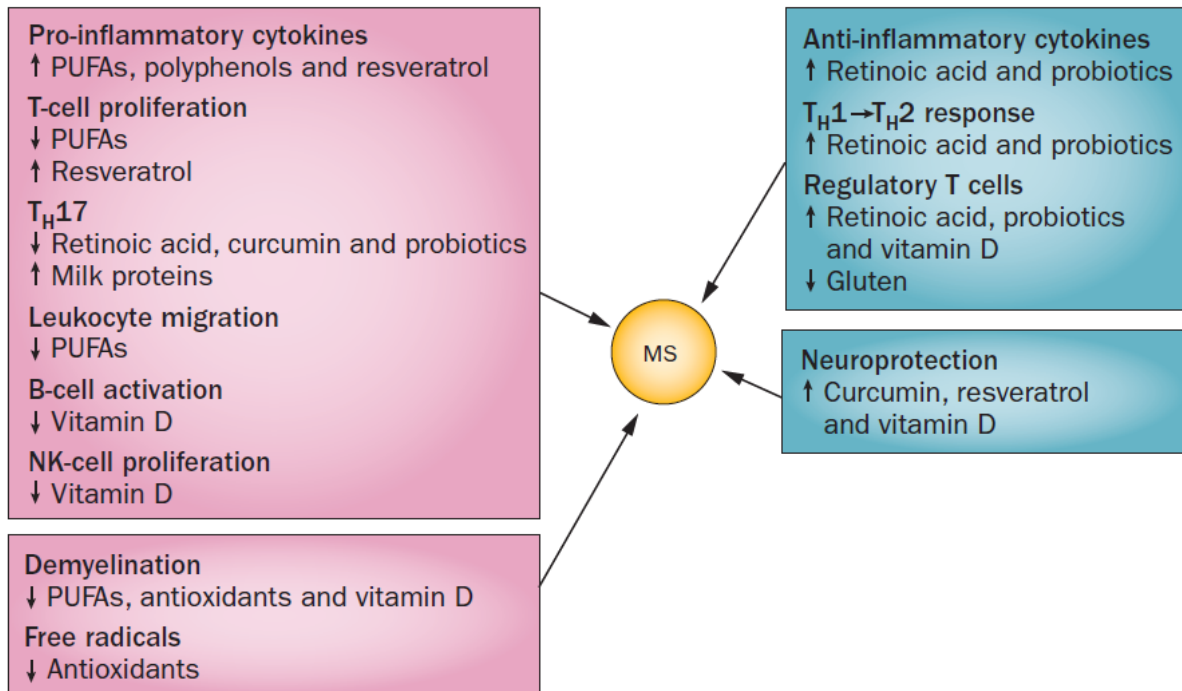 Pro-inflammatory cytokines
↑ PUFAs, polyphenols and resveratrol
T-cell proliferation
↓ PUFAs
↑ Resveratrol
TH17
↓ Retinoic acid, curcumin and probiotics
↑ Milk proteins
Leukocyte migration
↓ PUFAs
B-cell activation
↓ Vitamin D
NK-cell proliferation
↓ Vitamin D
Demyelination
↓ PUFAs, antioxidants and vitamin D
Free radicals
↓ Antioxidants
MS
Anti-inflammatory cytokines
↑ Retinoic acid and probiotics
TH1→TH2 response
↑ Retinoic acid and probiotics
Regulatory T cells
↑ Retinoic acid, probiotics
and vitamin D
↓ Gluten
Neuroprotection
↑ Curcumin, resveratrol
and vitamin D